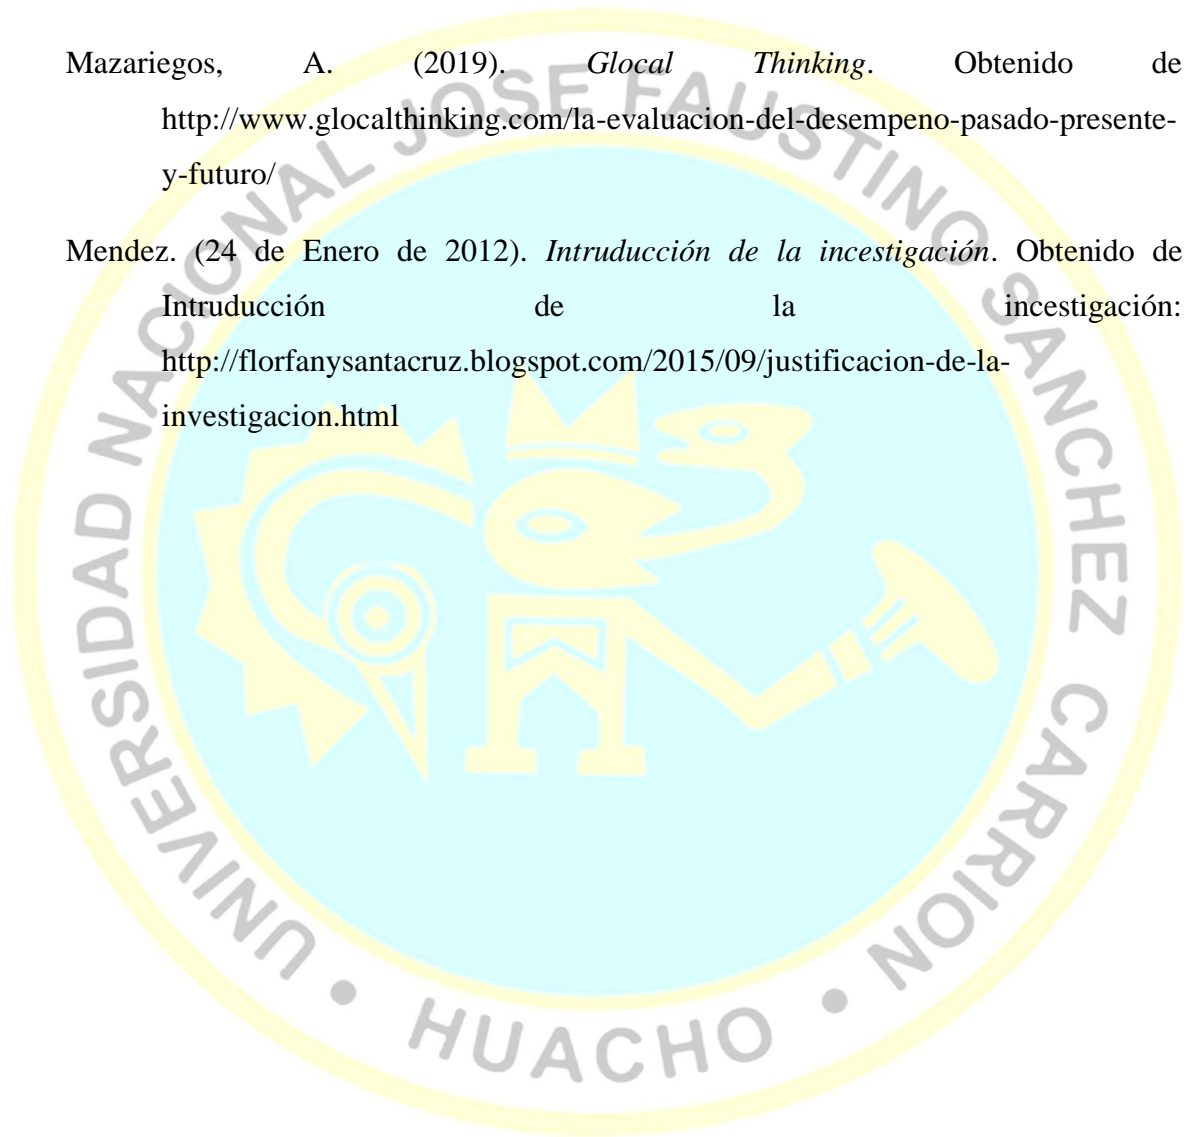 Mazariegos, A. (2019). Glocal Thinking. Obtenido de
http://www.glocalthinking.com/la-evaluacion-del-desempeno-pasado-presente-
y-futuro/
Mendez. (24 de Enero de 2012). Intruducción de la incestigación. Obtenido de
Intruducción de la incestigación:
http://florfanysantacruz.blogspot.com/2015/09/justificacion-de-la-
investigacion.html
UNIVERSIDAD NACIONAL JOSE FAUSTINO SANCHEZ CARRION
• HUACHO •